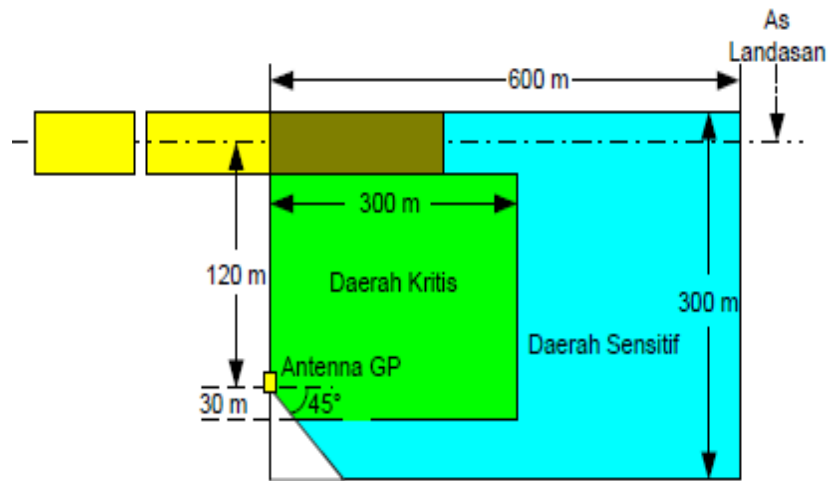 As
Landasan
600 m
300 m
120 m
Daerah Kritis
300 m
Daerah Sensitif
Antenna GP
30 m
45°